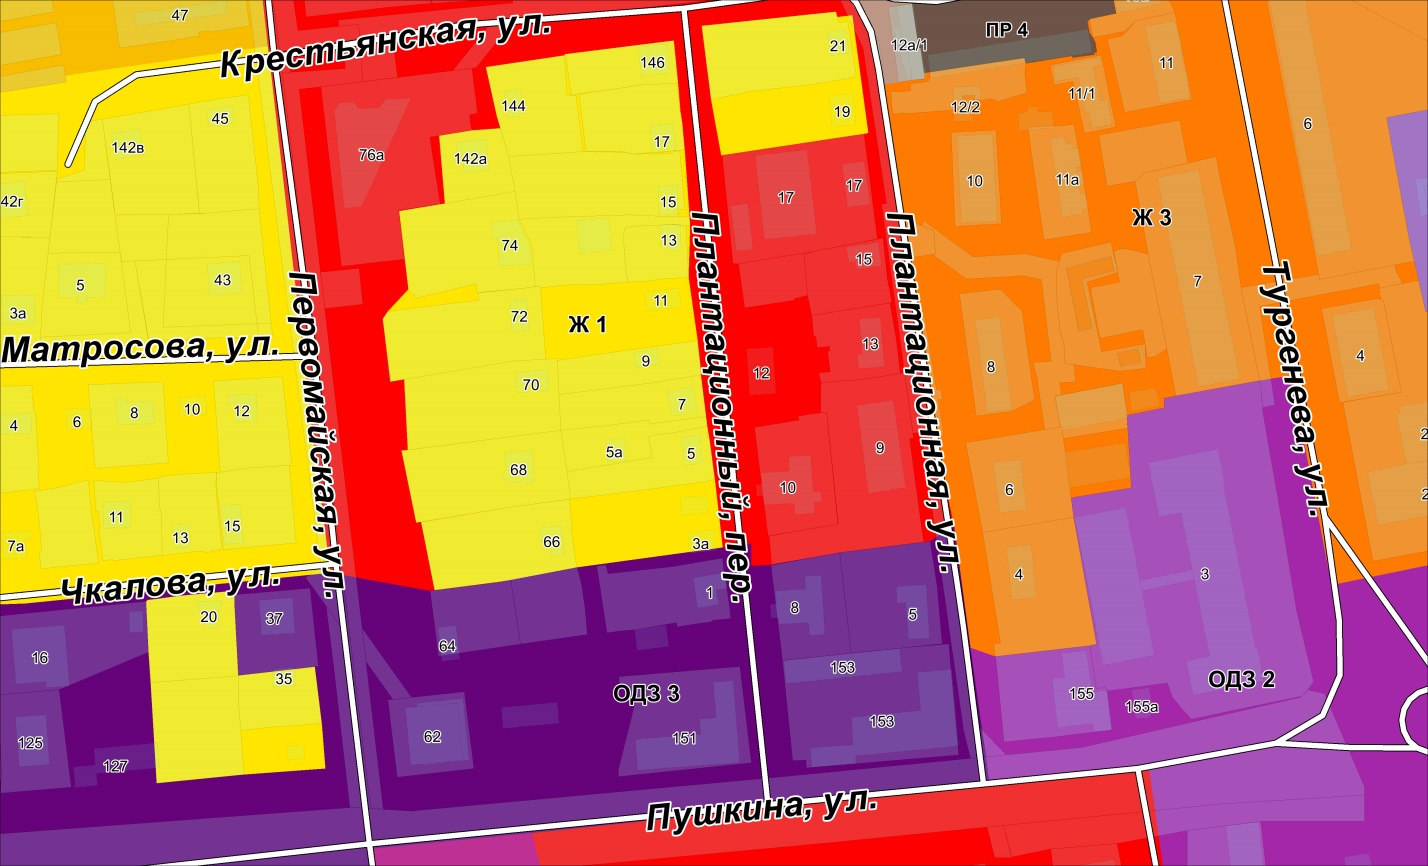 47
Крестьянская, ул.
21
12а/1
ПР 4
146
11
144
11/1
12/2
19
45
6
142в
17
76а
142а
10
11а
17
17
42г
15
Ж 3
74
13
15
43
5
7
11
3а
72
Ж 1
13
Матросова, ул.
Первомайская, ул.
Плантационный, пер.
Плантационная, ул.
Тургенева, ул.
4
9
8
12
70
7
8
10
12
6
4
9
5а
5
68
10
6
11
15
13
7а
66
3а
4
3
Чкалова, ул.
1
8
5
20
37
64
16
153
35
ОДЗ 3
ОДЗ 2
155
155а
153
62
151
125
127
Пушкина, ул.